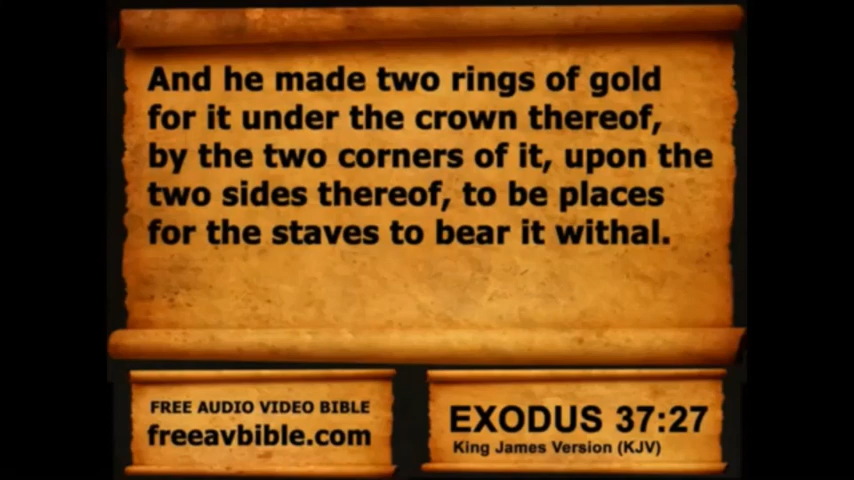 And he made two rings of gold
for it under the crown thereof,
by the two corners of it, upon the
two sides thereof, to be places
for the staves to bear it withal.
FREE AUDIO VIDEO BIBLE
freeavbible.com
EXODUS 37:27
King James Version (KJV)